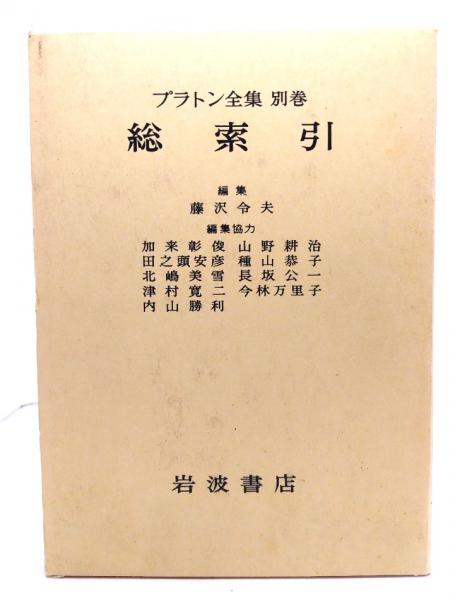 プラトン全集 別巻
総索引
編集
藤沢令夫
編集協力
加来彰俊 山野耕治
田之頭安彦 種山恭子
北嶋美雪 長坂公一
津村寛二 今林万里子
内山勝利
岩波書店